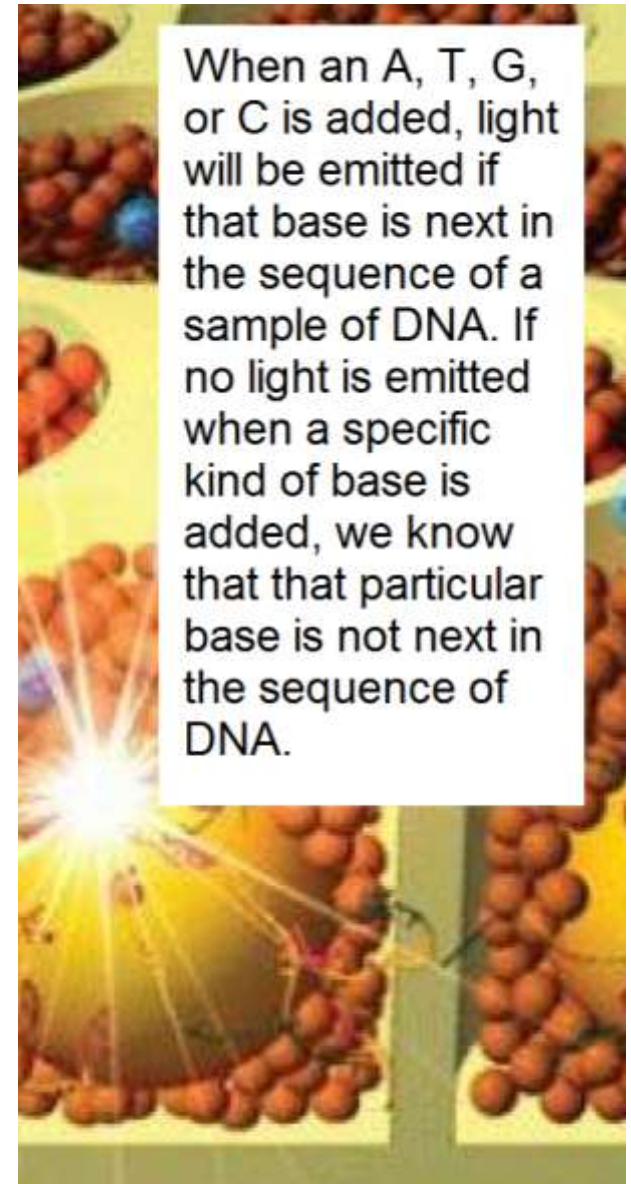 When an A, T, G,
or C is added, light
will be emitted if
that base is next in
the sequence of a
sample of DNA. If
no light is emitted
when a specific
kind of base is
added, we know
that that particular
base is not next in
the sequence of
DNA.